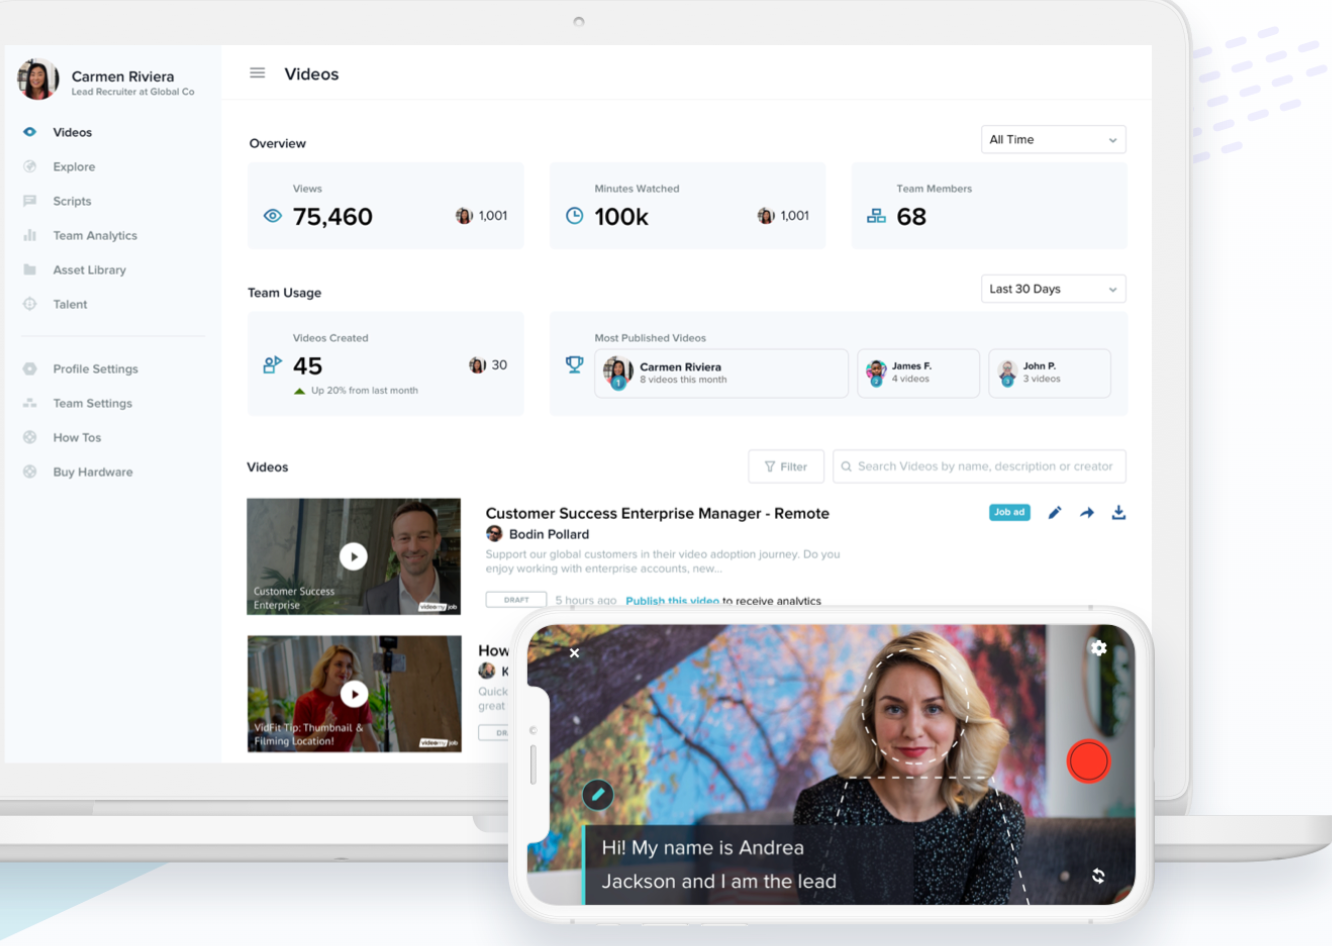 Carmen Riviera
Lead Recruiter at Global Co
Videos
Explore
Scripts
Team Analytics
Asset Library
Talent
Profile Settings
Team Settings
How Tos
Buy Hardware
Videos
Overview
All Time
Views
75,460
1,001
Minutes Watched
100k
1,001
Team Members
68
Team Usage
Last 30 Days
Videos Created
45
30
Up 20% from last month
Most Published Videos
1
Carmen Riviera
8 videos this month
2
James F.
4 videos
3
John P.
3 videos
Videos
Filter
Search Videos by name, description or creator
Customer Success
Enterprise
videomyjob
Customer Success Enterprise Manager - Remote
Job ad
Bodin Pollard
Support our global customers in their video adoption journey. Do you
enjoy working with enterprise accounts, new...
DRAFT
5 hours ago Publish this video to receive analytics
VidFit Tip: Thumbnail &
Filming Location!
videomyjob
How
K
Quick
great
DR
Hi! My name is Andrea
Jackson and I am the lead